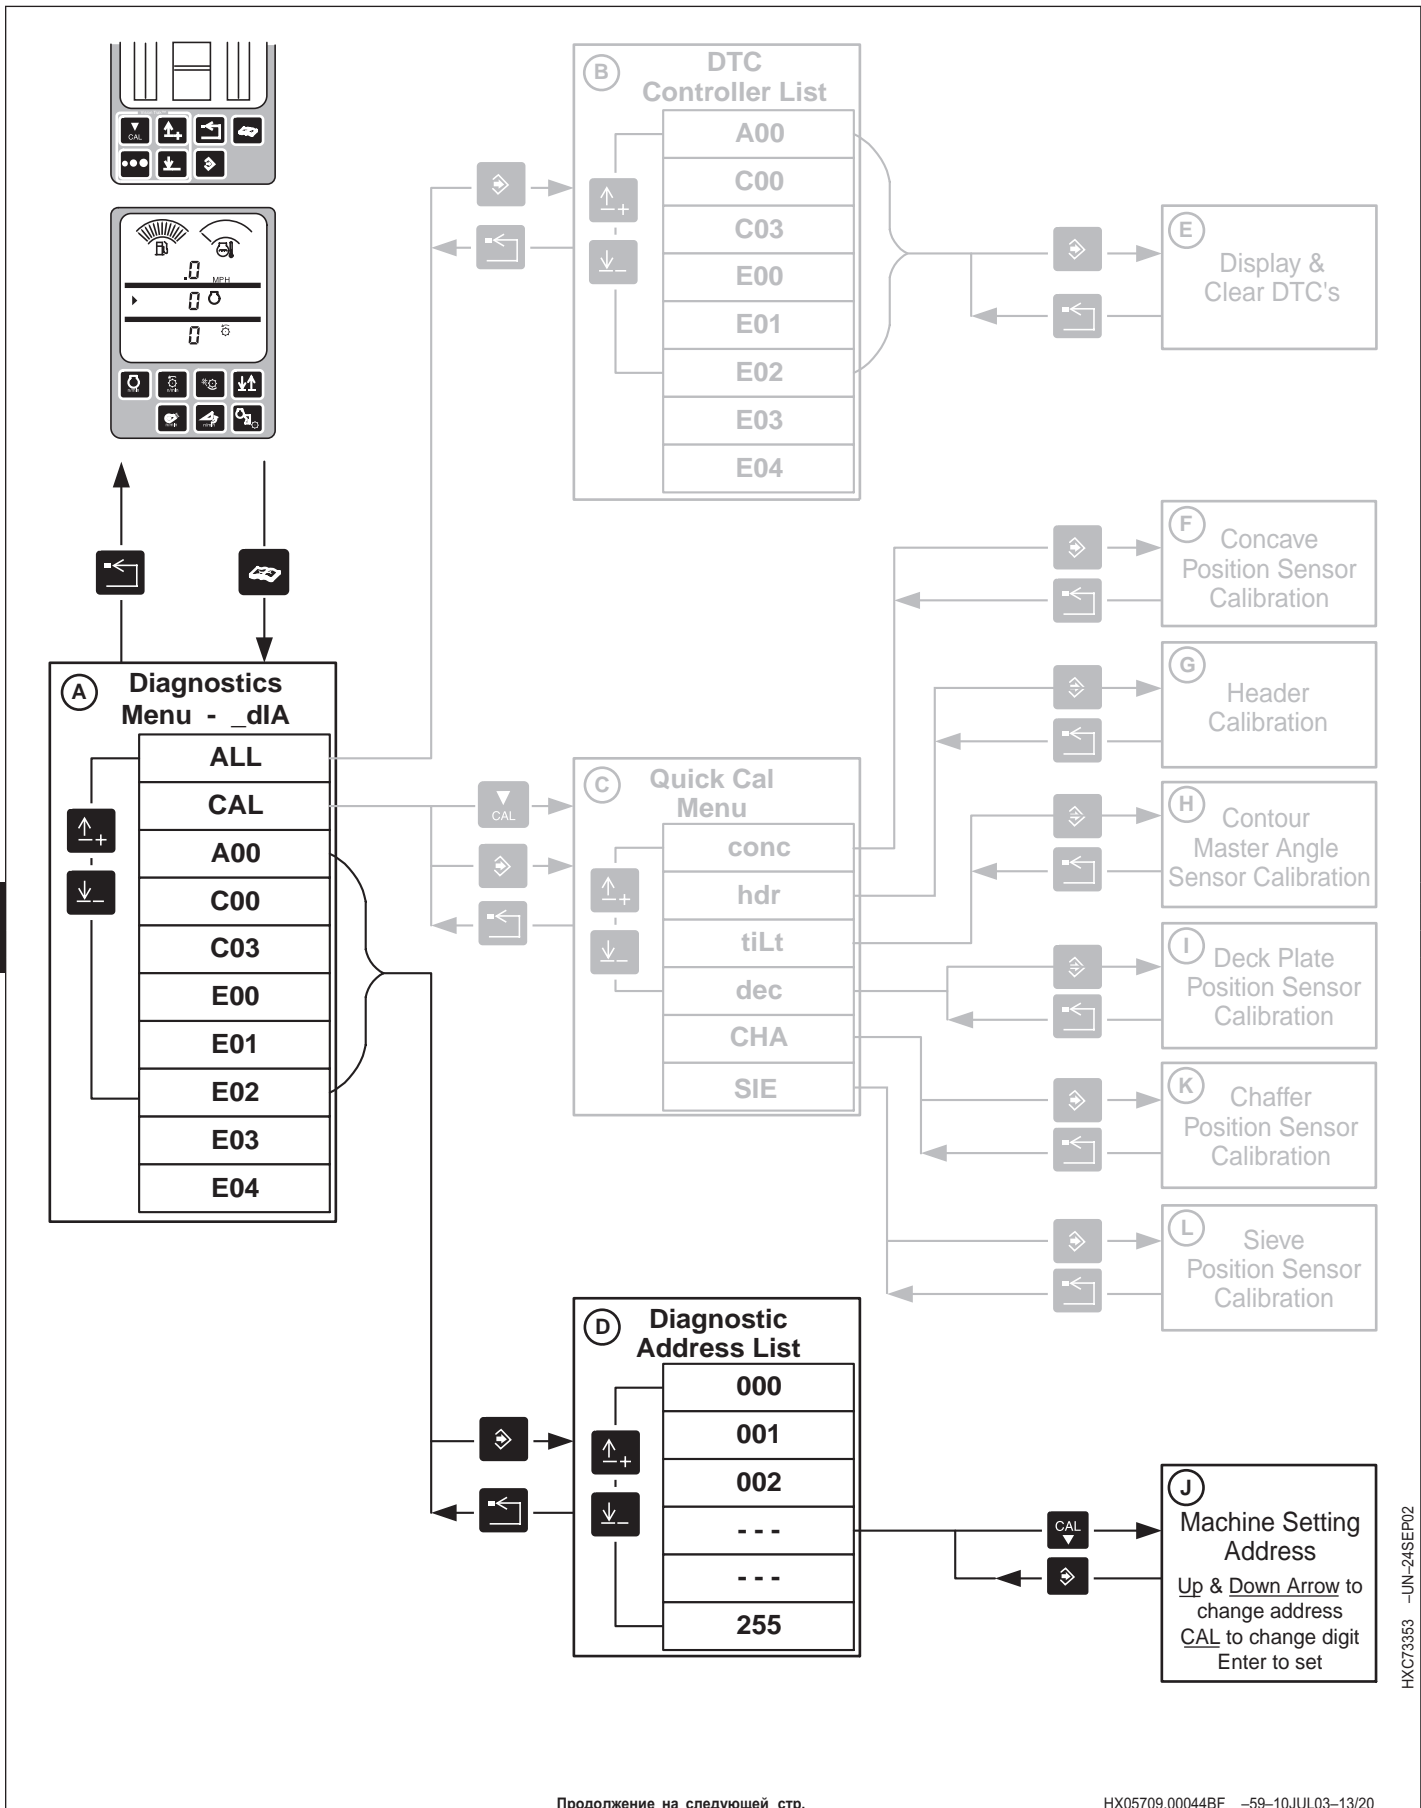 CAL
.0
MPH
0
0
n/min
n/min
n/min
n/min
A
Diagnostics
Menu - _dIA
ALL
CAL
A00
C00
C03
E00
E01
E02
E03
E04
B
DTC
Controller List
A00
C00
C03
E00
E01
E02
E03
E04
E
Display &
Clear DTC's
CAL
C
Quick Cal
Menu
conc
hdr
tiLt
dec
CHA
SIE
F
Concave
Position Sensor
Calibration
G
Header
Calibration
H
Contour
Master Angle
Sensor Calibration
I
Deck Plate
Position Sensor
Calibration
K
Chaffer
Position Sensor
Calibration
L
Sieve
Position Sensor
Calibration
D
Diagnostic
Address List
000
001
002
- - -
- - -
255
CAL
J
Machine Setting
Address
Up & Down Arrow to
change address
CAL to change digit
Enter to set
HXC73353 –UN–24SEP02
Продолжение на следующей стр.
HX05709,00044BF –59–10JUL03–13/20